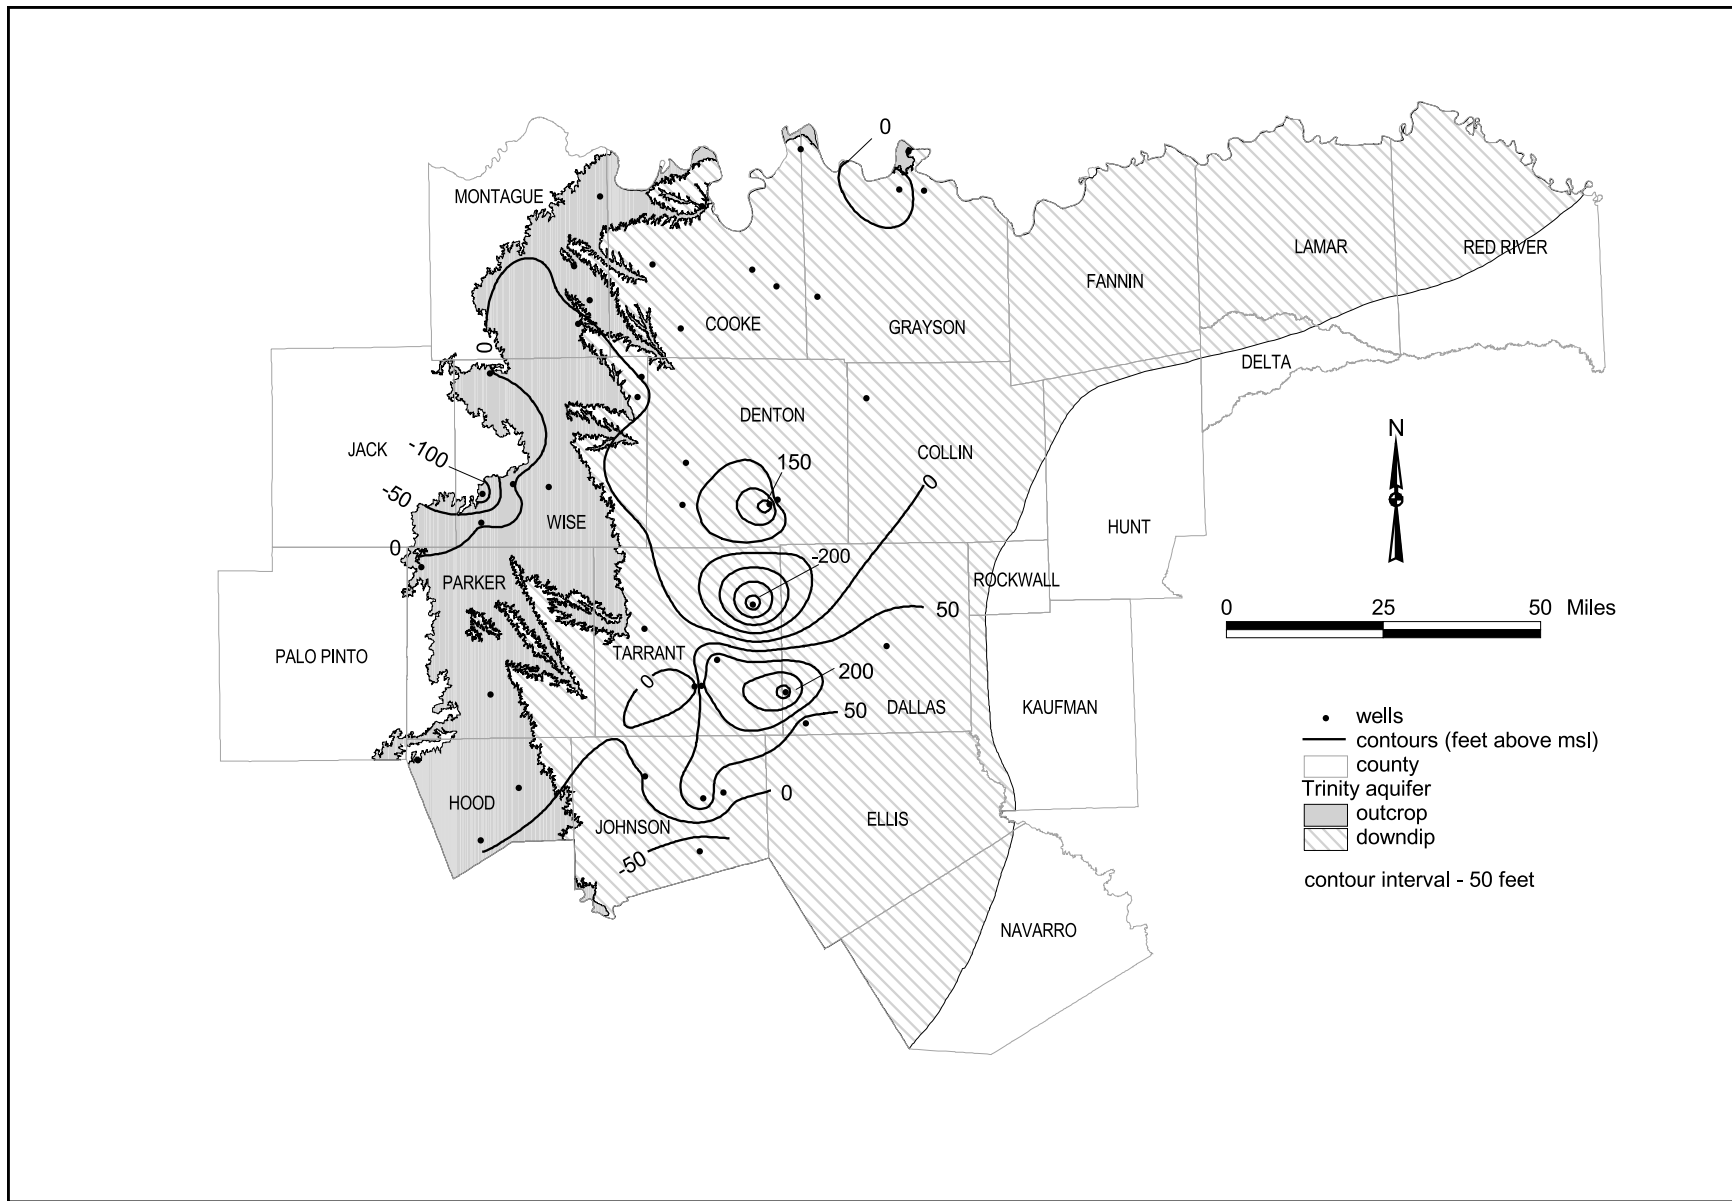 0
MONTAGUE
LAMAR
RED RIVER
FANNIN
COOKE
GRAYSON
0
DELTA
DENTON
N
JACK
-100
COLLIN
150
-50
0
WISE
HUNT
0
-200
PARKER
ROCKWALL
50
0 25 50 Miles
PALO PINTO
TARRANT
0
200
50
DALLAS
KAUFMAN
wells
contours (feet above msl)
county
Trinity aquifer
outcrop
downdip
contour interval - 50 feet
HOOD
0
JOHNSON
ELLIS
-50
NAVARRO